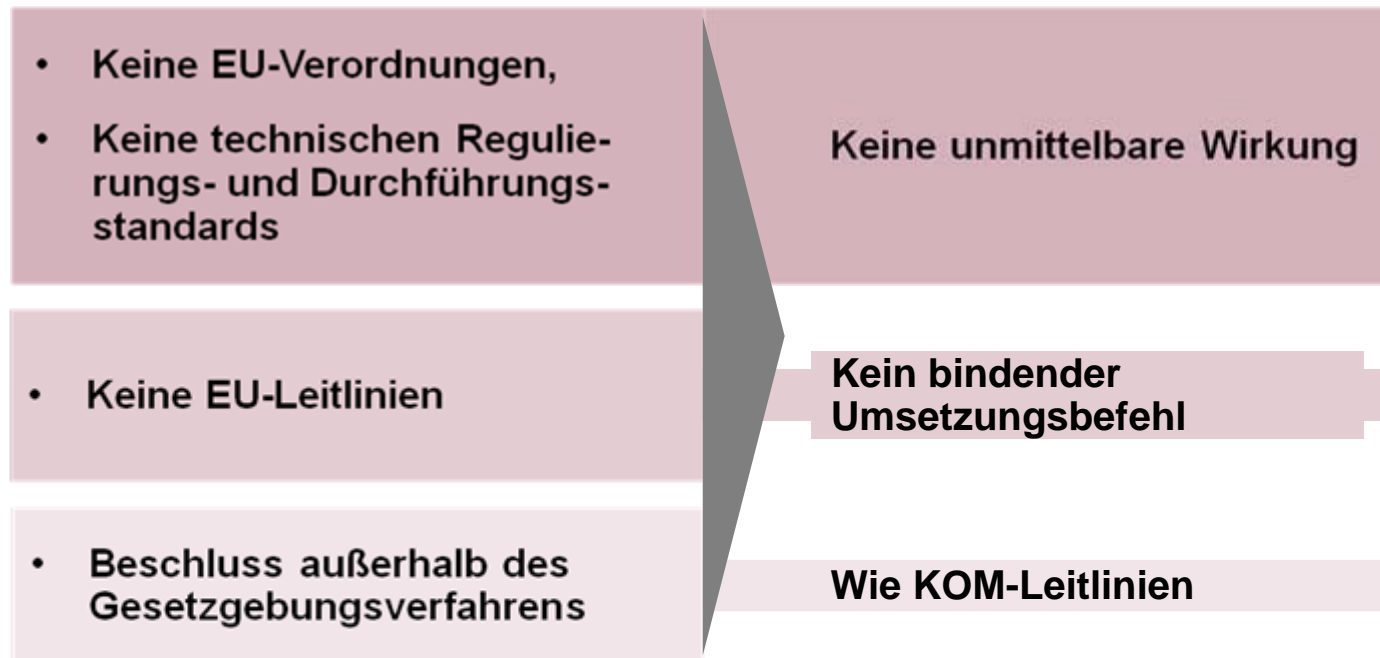 • Keine EU-Verordnungen,
• Keine technischen Regulie-
rungs- und Durchführungs-
standards
Keine unmittelbare Wirkung
• Keine EU-Leitlinien
Kein bindender
Umsetzungsbefehl
• Beschluss außerhalb des
Gesetzgebungsverfahrens
Wie KOM-Leitlinien